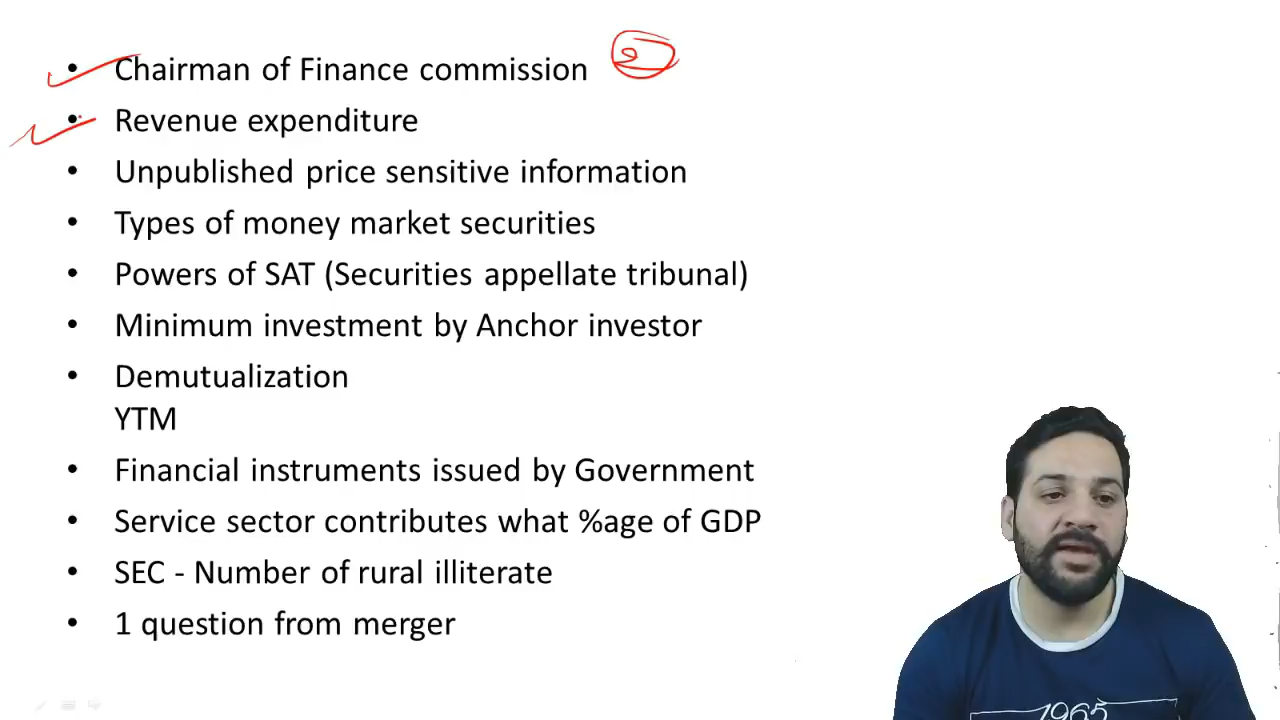 • Chairman of Finance commission
• Revenue expenditure
• Unpublished price sensitive information
• Types of money market securities
• Powers of SAT (Securities appellate tribunal)
• Minimum investment by Anchor investor
• Demutualization
YTM
• Financial instruments issued by Government
• Service sector contributes what %age of GDP
• SEC - Number of rural illiterate
• 1 question from merger
1965